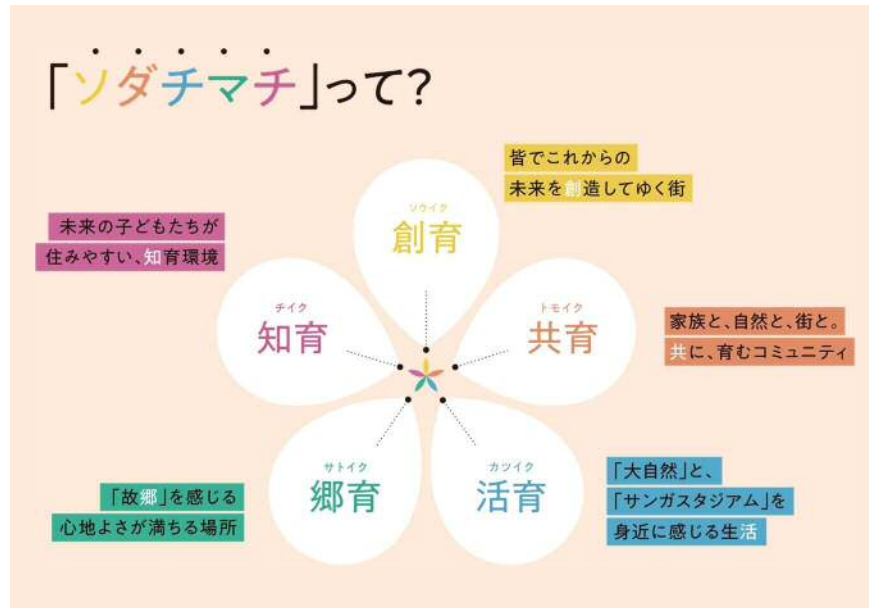 「ソダチマチ」って?
皆でこれからの
未来を創造してゆく街
ソウイク
創育
未来の子どもたちが
住みやすい、知育環境
チイク
知育
トモイク
共育
家族と、自然と、街と。
共に、育むコミュニティ
サトイク
郷育
「故郷」を感じる
心地よさが満ちる場所
カツイク
活育
「大自然」と、
「サンガスタジアム」を
身近に感じる生活